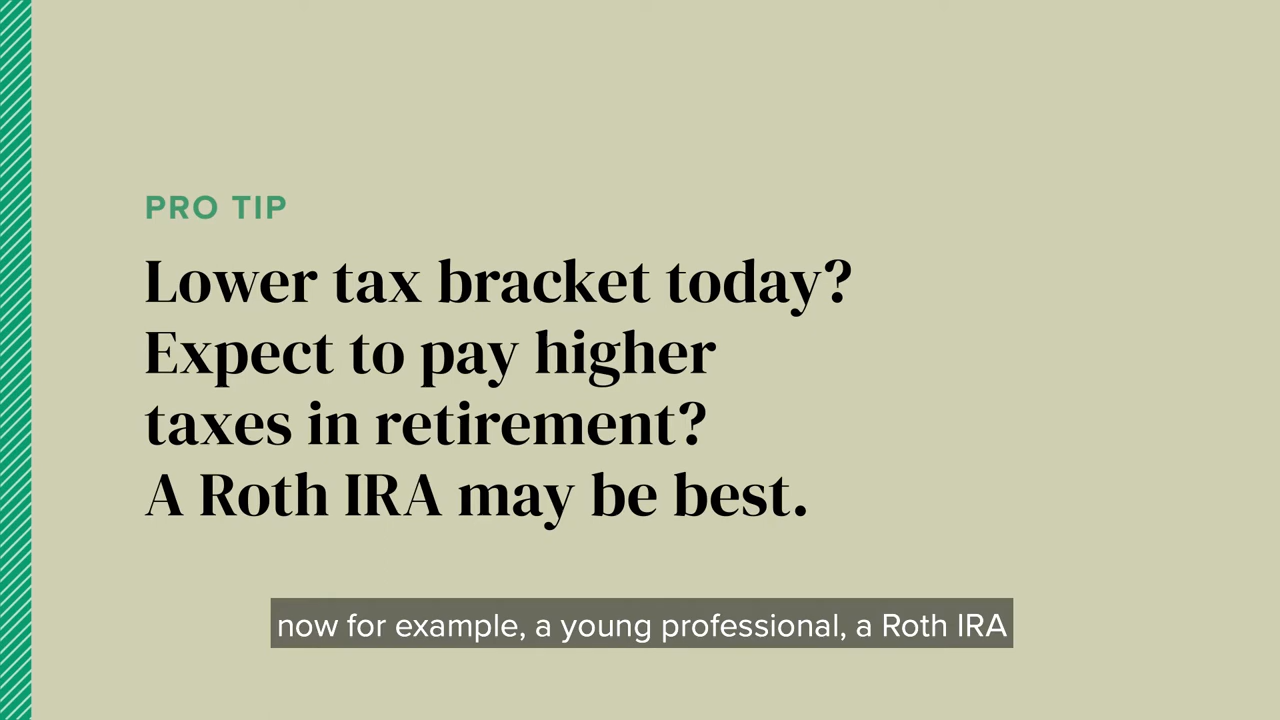 PRO TIP
Lower tax bracket today?
Expect to pay higher
taxes in retirement?
A Roth IRA may be best.
now for example, a young professional, a Roth IRA